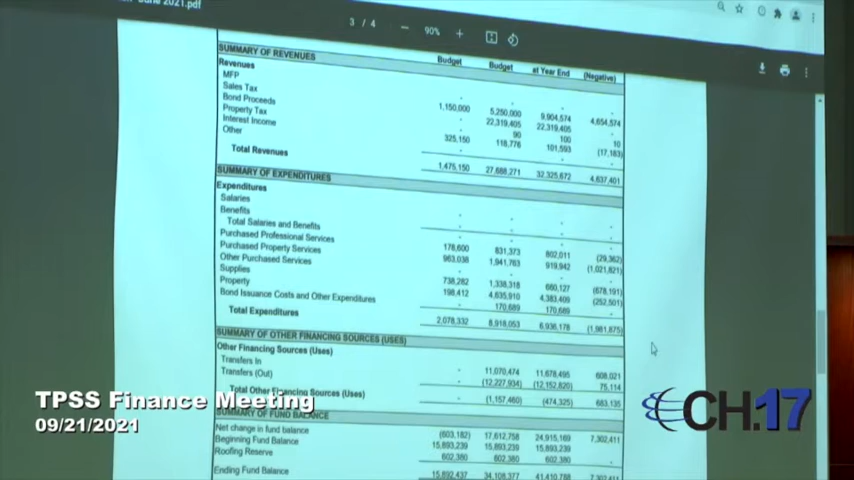 June 2021.pdf
3 / 4 90%
SUMMARY OF REVENUES Budget Budget at Year End (Negative)
Revenues
MFP - - -
Sales Tax 1,150,000 5,250,000 9,904,574 4,654,574
Bond Proceeds - 22,319,405 22,319,405 -
Property Tax 90 100 10
Interest Income 325,150 118,776 101,593 (17,183)
Other - - -
Total Revenues 1,475,150 27,688,271 32,325,672 4,637,401
SUMMARY OF EXPENDITURES
Expenditures
Salaries - - - -
Benefits - - - -
Total Salaries and Benefits - - - -
Purchased Professional Services 178,600 831,373 802,011 (29,362)
Purchased Property Services 963,038 1,941,763 919,942 (1,021,821)
Other Purchased Services - - - -
Supplies 738,282 1,338,318 660,127 (678,191)
Property 198,412 4,635,910 4,383,409 (252,501)
Bond Issuance Costs and Other Expenditures - 170,689 170,689 -
Total Expenditures 2,078,332 8,918,053 6,936,178 (1,981,875)
SUMMARY OF OTHER FINANCING SOURCES (USES)
Other Financing Sources (Uses)
Transfers In - 11,070,474 11,678,495 608,021
Transfers (Out) - (12,227,934) (12,152,820) 75,114
Total Other Financing Sources (Uses) - (1,157,460) (474,325) 683,135
SUMMARY OF FUND BALANCE
Net change in fund balance (603,182) 17,612,758 24,915,169 7,302,411
Beginning Fund Balance 15,893,239 15,893,239 15,893,239 -
Roofing Reserve 602,380 602,380 602,380 -
Ending Fund Balance 15,892,437 34,108,377 41,410,788 7,302,411
TPSS Finance Meeting
09/21/2021
CH.17